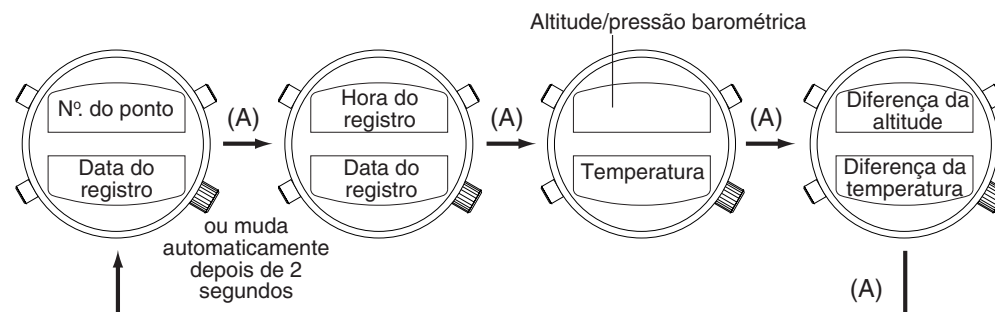 Altitude/pressão barométrica
Nº. do ponto
Data do
registro
(A)
ou muda
automaticamente
depois de 2
segundos
Hora do
registro
Data do
registro
(A)
Temperatura
(A)
Diferença da
altitude
Diferença da
temperatura
(A)